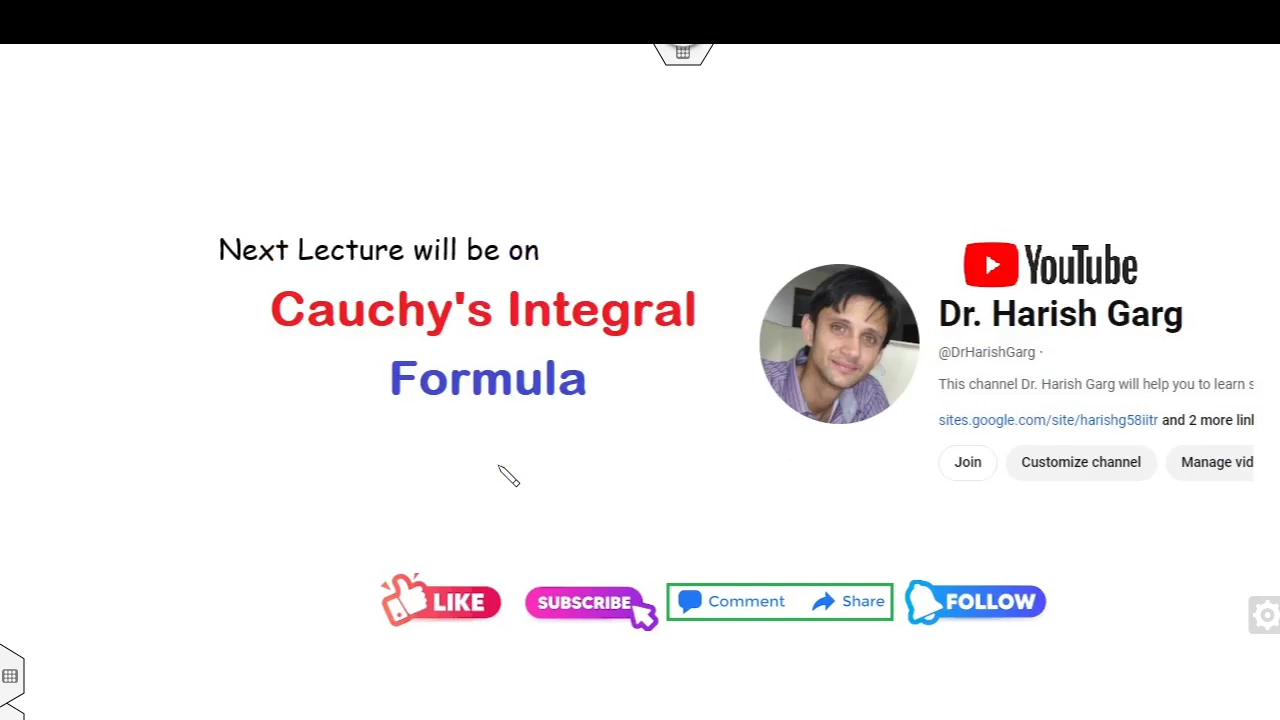 Next Lecture will be on
Cauchy's Integral
Formula
YouTube
Dr. Harish Garg
@DrHarishGarg ·
This channel Dr. Harish Garg will help you to learn s
sites.google.com/site/harishg58iitr and 2 more linl
Join Customize channel Manage vid
LIKE SUBSCRIBE Comment Share FOLLOW